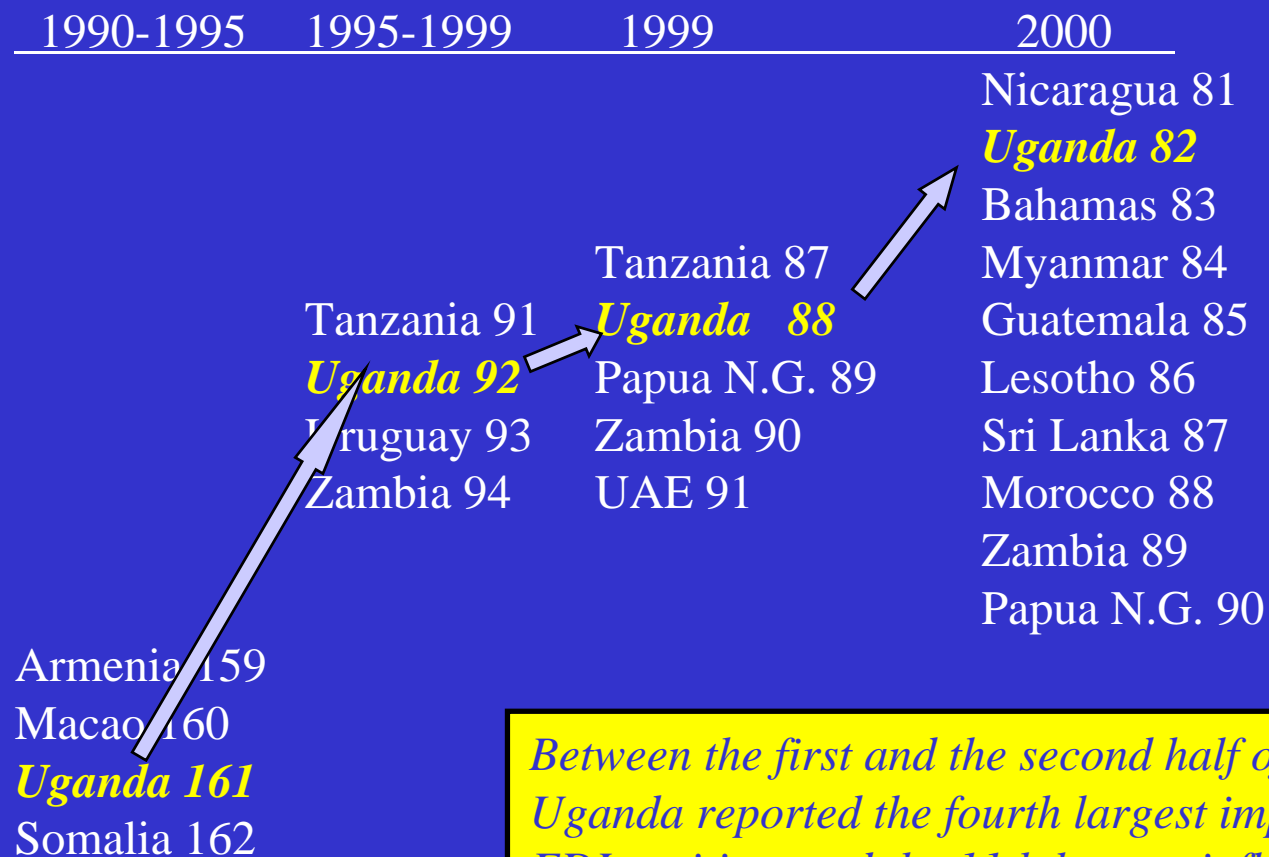 1990-1995 1995-1999 1999 2000
Nicaragua 81
Uganda 82
Bahamas 83
Myanmar 84
Guatemala 85
Lesotho 86
Sri Lanka 87
Morocco 88
Zambia 89
Papua N.G. 90
Tanzania 87
Uganda 88
Papua N.G. 89
Zambia 90
UAE 91
Tanzania 91
Uganda 92
Uruguay 93
Zambia 94
Armenia 159
Macao 160
Uganda 161
Somalia 162
Between the first and the second half o
Uganda reported the fourth largest im